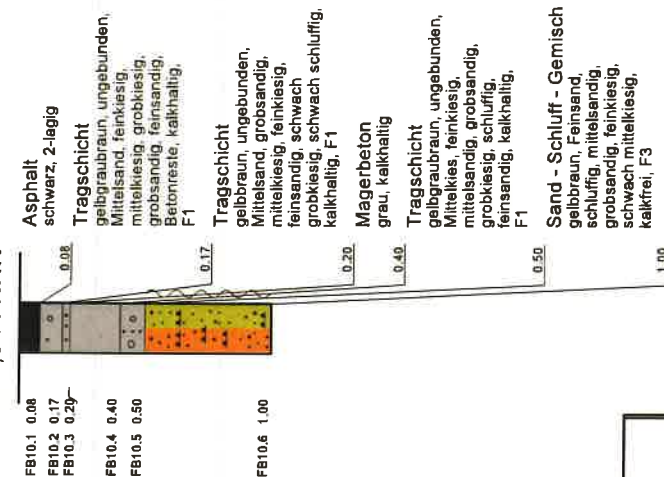 FB10.1 0.08
FB10.2 0.17
FB10.3 0.20
FB10.4 0.40
FB10.5 0.50
FB10.6 1.00
Asphalt
schwarz, 2-lagig
0.08
Tragschicht
gelbgraubraun, ungebunden,
Mittelsand, feinkiesig,
mittelkiesig, grobkiesig,
grobsandig, feinsandig,
Betonreste, kalkhaltig,
F1
0.17
Tragschicht
gelbbraun, ungebunden,
Mittelsand, grobsandig,
mittelkiesig, feinkiesig,
feinsandig, schwach
grobkiesig, schwach schluffig,
kalkhaltig, F1
0.20
Magerbeton
grau, kalkhaltig
0.40
Tragschicht
gelbgraubraun, ungebunden,
Mittelkies, feinkiesig,
mittelsandig, grobsandig,
grobkiesig, schluffig,
feinsandig, kalkhaltig,
F1
0.50
Sand - Schluff - Gemisch
gelbbraun, Feinsand,
schluffig, mittelsandig,
grobsandig, feinkiesig,
schwach mittelkiesig,
kalkfrei, F3
1.00